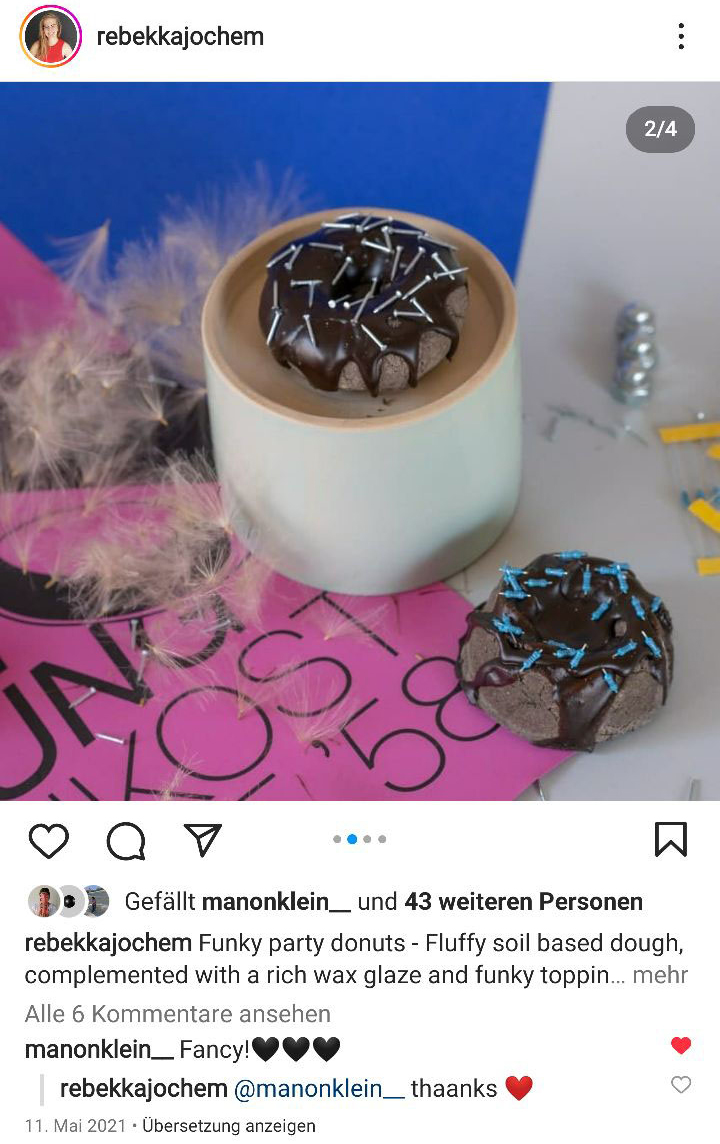 rebekkajochem
2/4
KOST
'58
Gefällt manonklein__ und 43 weiteren Personen
rebekkajochem Funky party donuts - Fluffy soil based dough,
complemented with a rich wax glaze and funky toppin... mehr
Alle 6 Kommentare ansehen
manonklein__ Fancy!🖤🖤🖤
rebekkajochem @manonklein__ thaanks ❤️
11. Mai 2021 • Übersetzung anzeigen